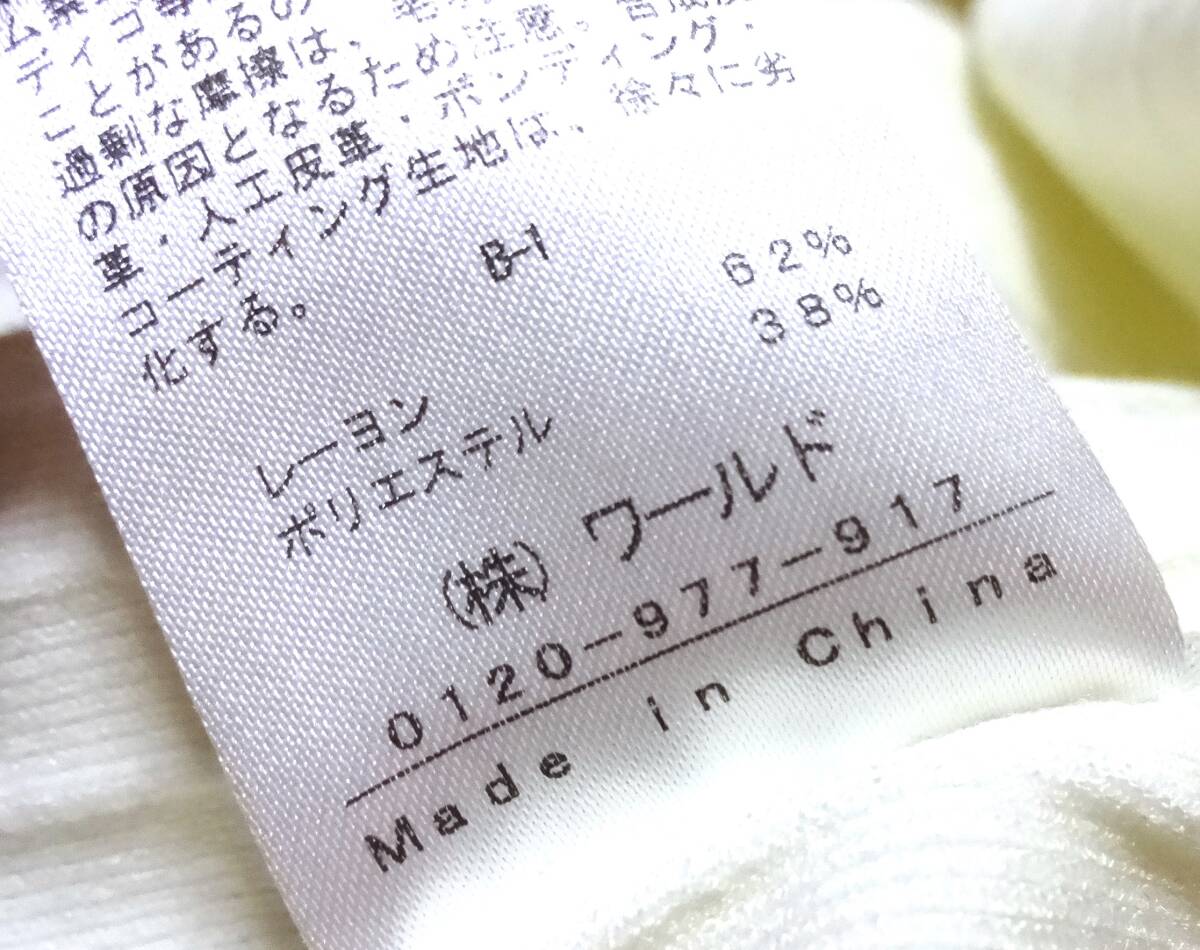 ことがあるの
過剰な摩擦は、
の原因となるため注意。合成皮
革・人工皮革・ボンディング・
コーティング生地は、徐々に劣
化する。
B-1
レーヨン 62%
ポリエステル 38%
(株)ワールド
0120-977-917
Made in China